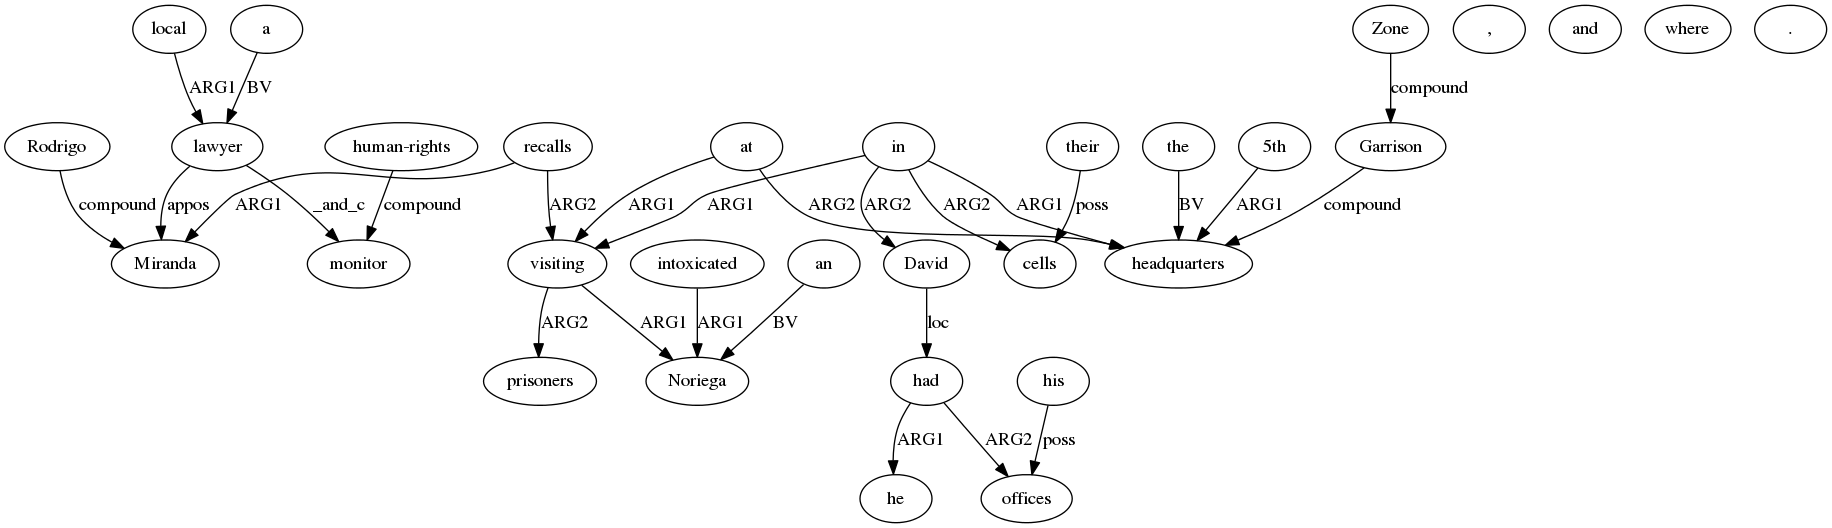 local a Zone , and where .
ARG1 BV compound
Rodrigo lawyer human-rights recalls at in their the 5th Garrison
compound appos ARG1 _and_c compound ARG2 ARG1 ARG1 ARG2 ARG2 ARG2 ARG1 poss BV ARG1 compound
Miranda monitor visiting intoxicated an David cells headquarters
ARG2 ARG1 ARG1 BV loc
prisoners Noriega had his
ARG1 ARG2 poss
he offices